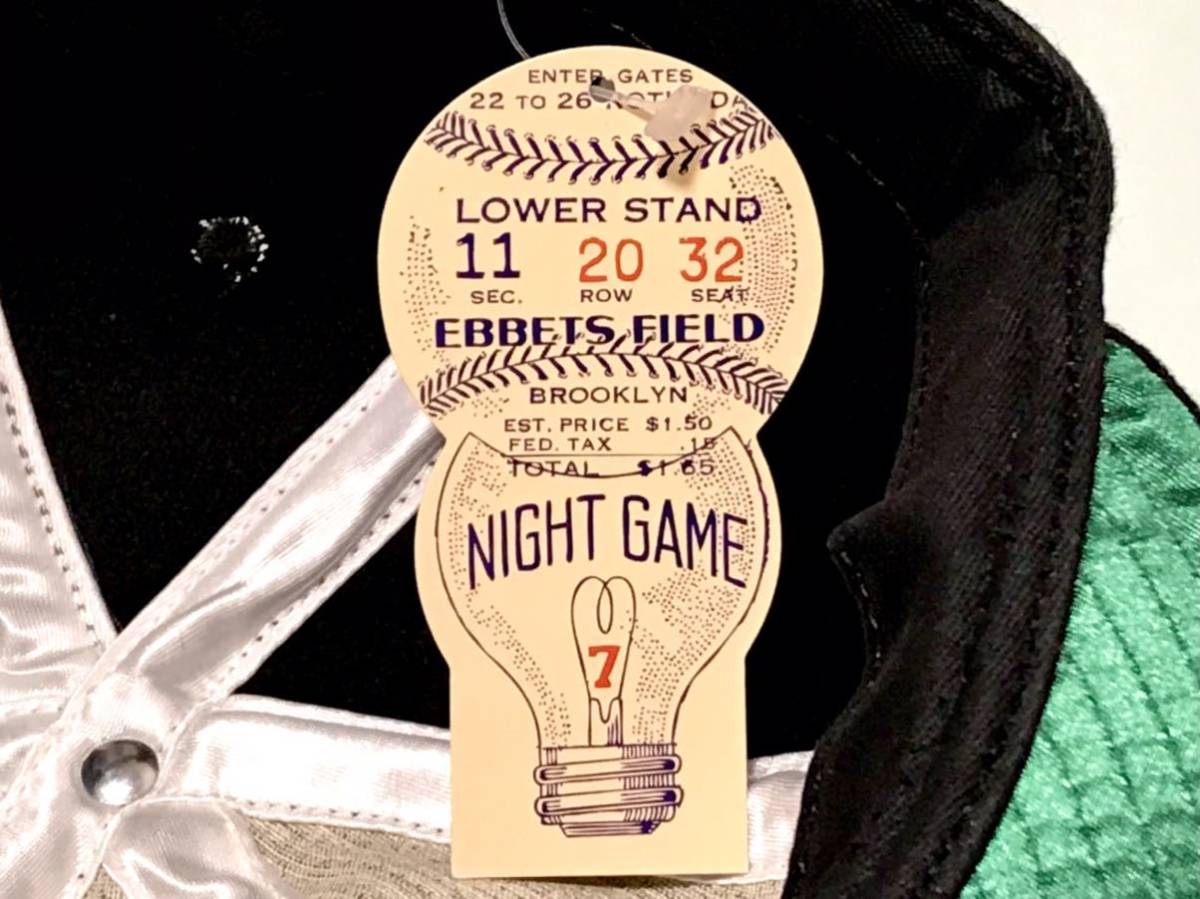 ENTER GATES
22 TO 26
LOWER STAND
11 20 32
SEC. ROW SEAT
EBBETS FIELD
BROOKLYN
EST. PRICE $1.50
FED. TAX .15
TOTAL $1.65
NIGHT GAME
7